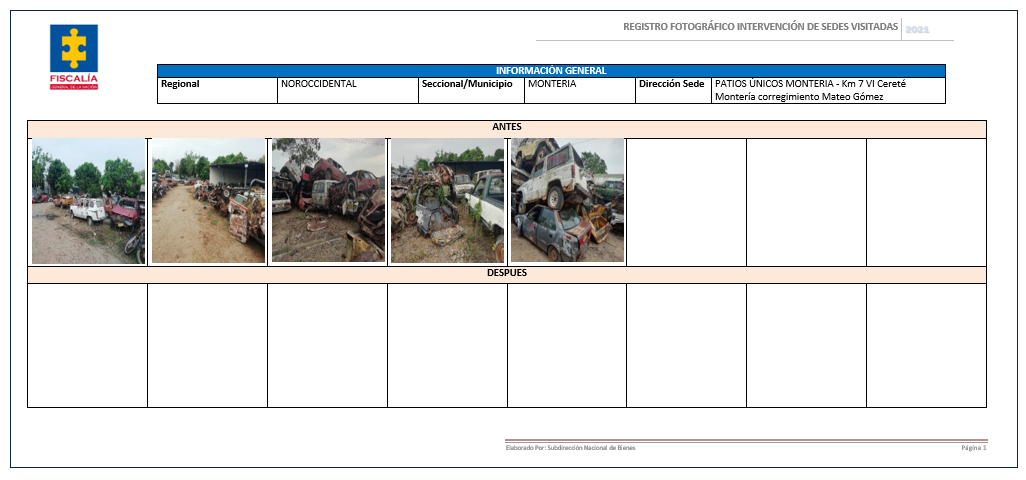 REGISTRO FOTOGRÁFICO INTERVENCIÓN DE SEDES VISITADAS 2021
FISCALÍA
GENERAL DE LA NACIÓN
INFORMACIÓN GENERAL
Regional NOROCCIDENTAL Seccional/Municipio MONTERIA Dirección Sede PATIOS ÚNICOS MONTERIA - Km 7 VI Cereté
Montería corregimiento Mateo Gómez
ANTES
DESPUES
Elaborado Por: Subdirección Nacional de Bienes Página 1